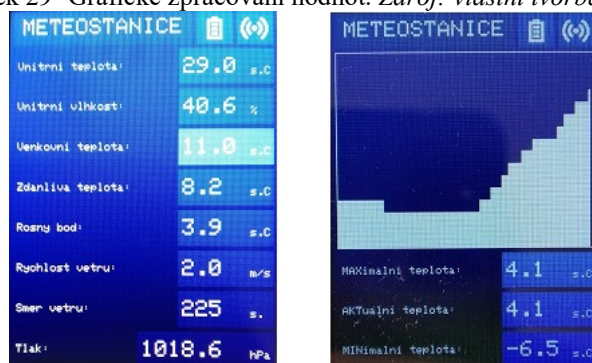 29 Grafické zpracování hodnot. Zdroj: vlastní tvorba
METEOSTANICE
Unitrni teplota: 29.0 s.C
Unitrni vlhkost: 40.6 %
Venkovni teplota: 11.0 s.C
Zdanliva teplota: 8.2 s.C
Rosny bod: 3.9 s.C
Rychlost vetru: 2.0 m/s
Smer vetru: 225 s.
Tlak: 1018.6 hPa
METEOSTANICE
MAXimalni teplota: 4.1 s.C
AKTualni teplota: 4.1 s.C
MINimalni teplota: -6.5 s.C